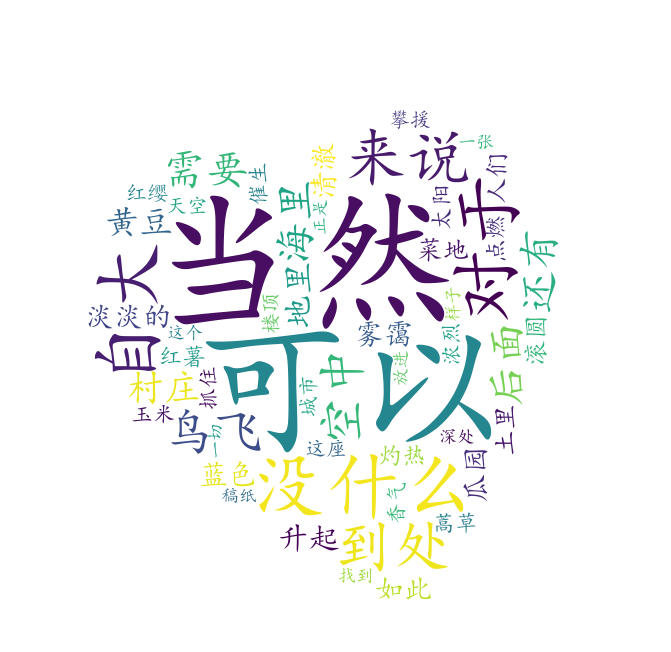 攀援
一张
来说
需要
清澈
人们
催生
红缨
天空
正是
太阳
于
对
黄豆
海里
地里
当然
菜地
点燃
还有
大
自
淡淡的
楼顶
雾霭
浓烈
样子
滚圆
这个
红薯
放进
可以
村庄
抓住
城市
空中
后面
玉米
鸟飞
一切
这座
深处
土里
蓝色
没什么
灼热
瓜园
稿纸
香气
蒿草
升起
到处
找到
如此